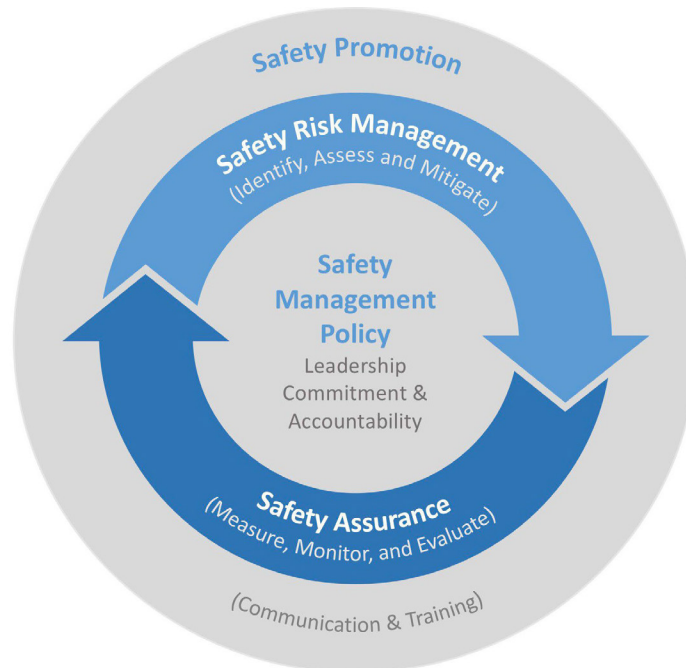 Safety Promotion
Safety Risk Management
(Identify, Assess and Mitigate)
Safety
Management
Policy
Leadership
Commitment &
Accountability
Safety Assurance
(Measure, Monitor, and Evaluate)
(Communication & Training)